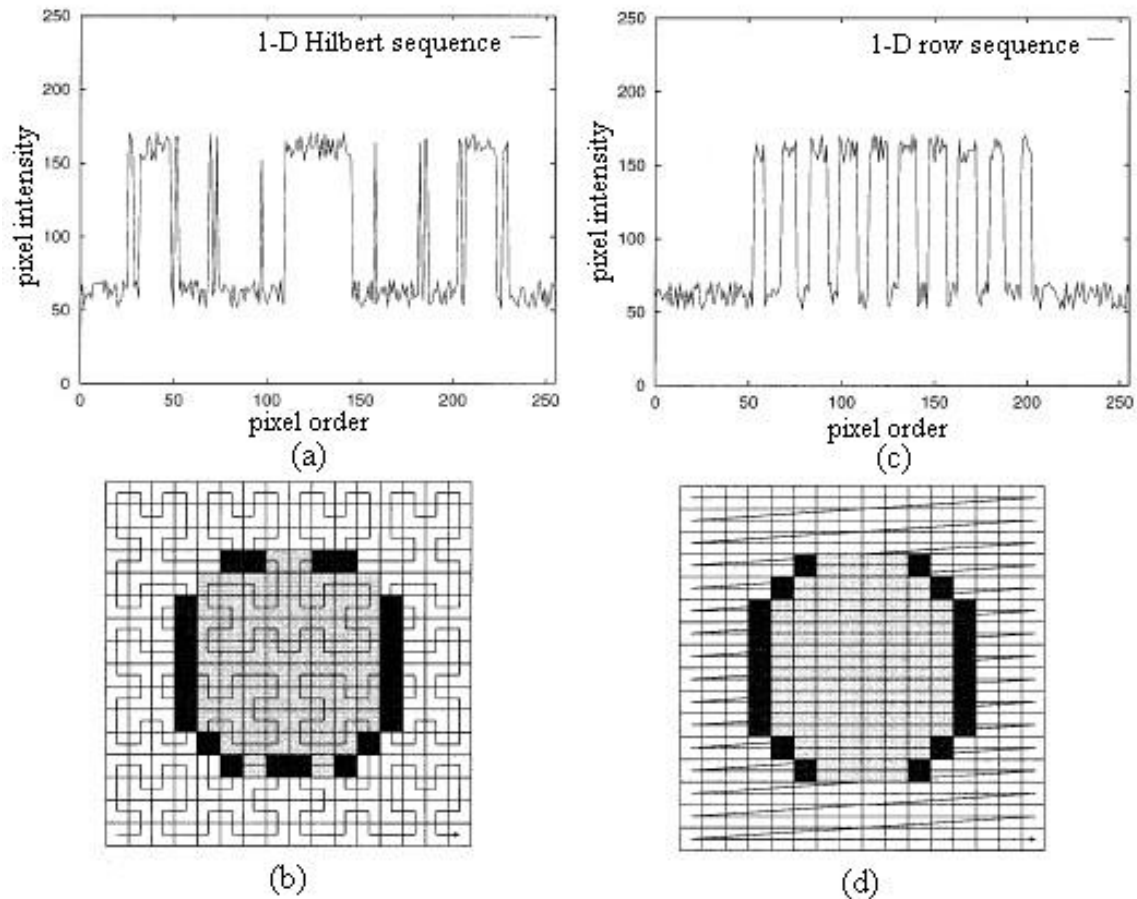 250
200
150
100
50
0
pixel intensity
1-D Hilbert sequence
0 50 100 150 200 250
pixel order
(a)
250
200
150
100
50
0
pixel intensity
1-D row sequence
0 50 100 150 200 250
pixel order
(c)
(b)
(d)